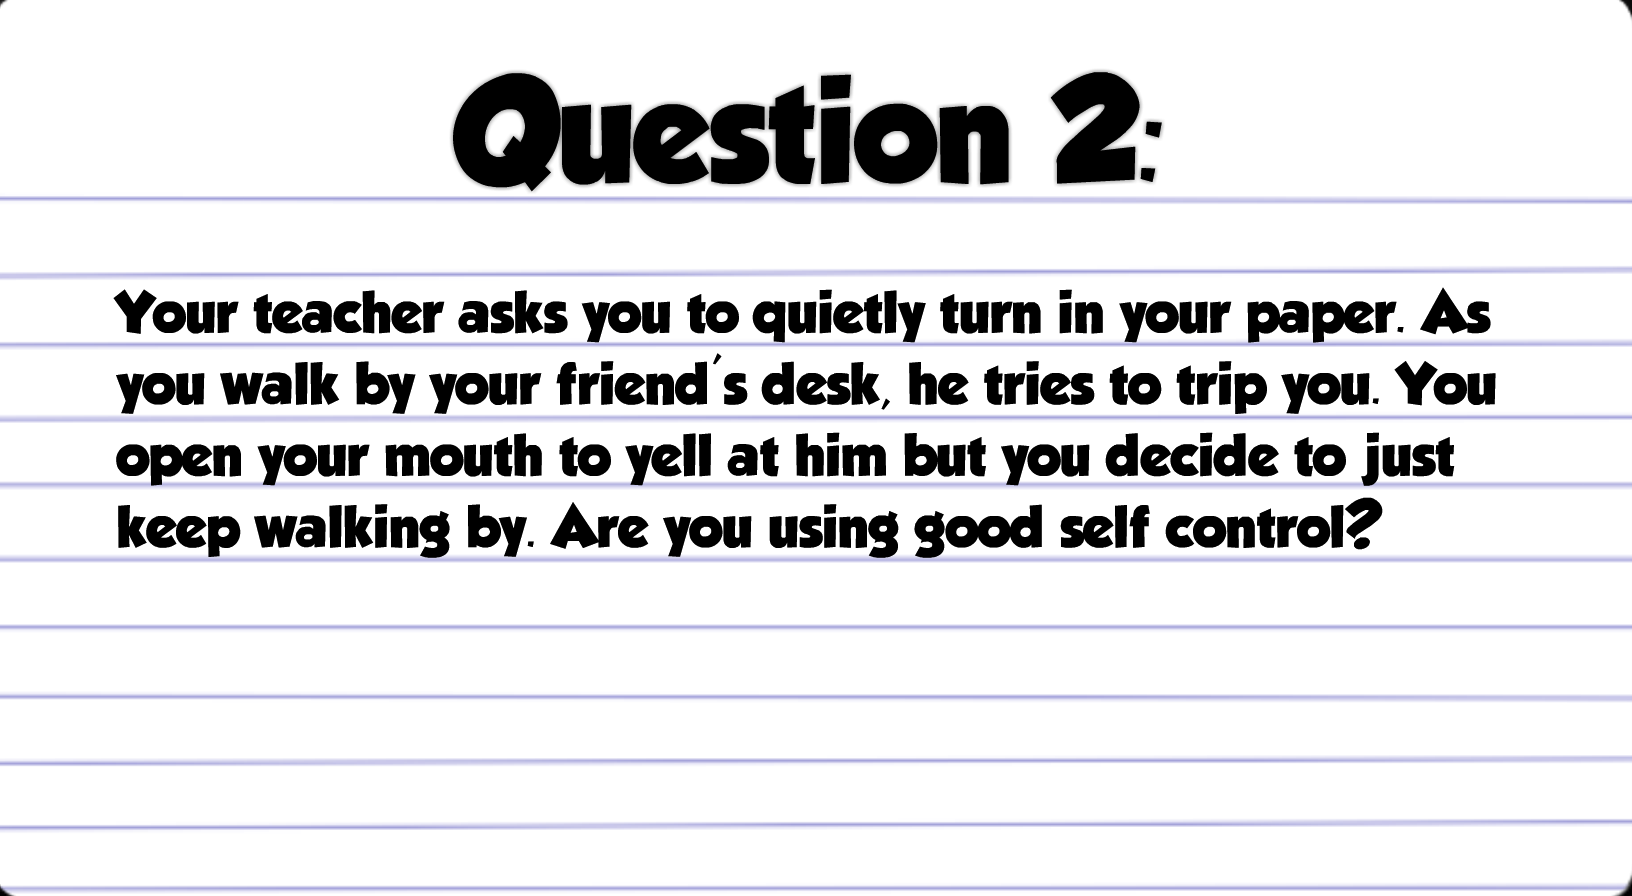 Question 2:
Your teacher asks you to quietly turn in your paper. As
you walk by your friend's desk, he tries to trip you. You
open your mouth to yell at him but you decide to just
keep walking by. Are you using good self control?